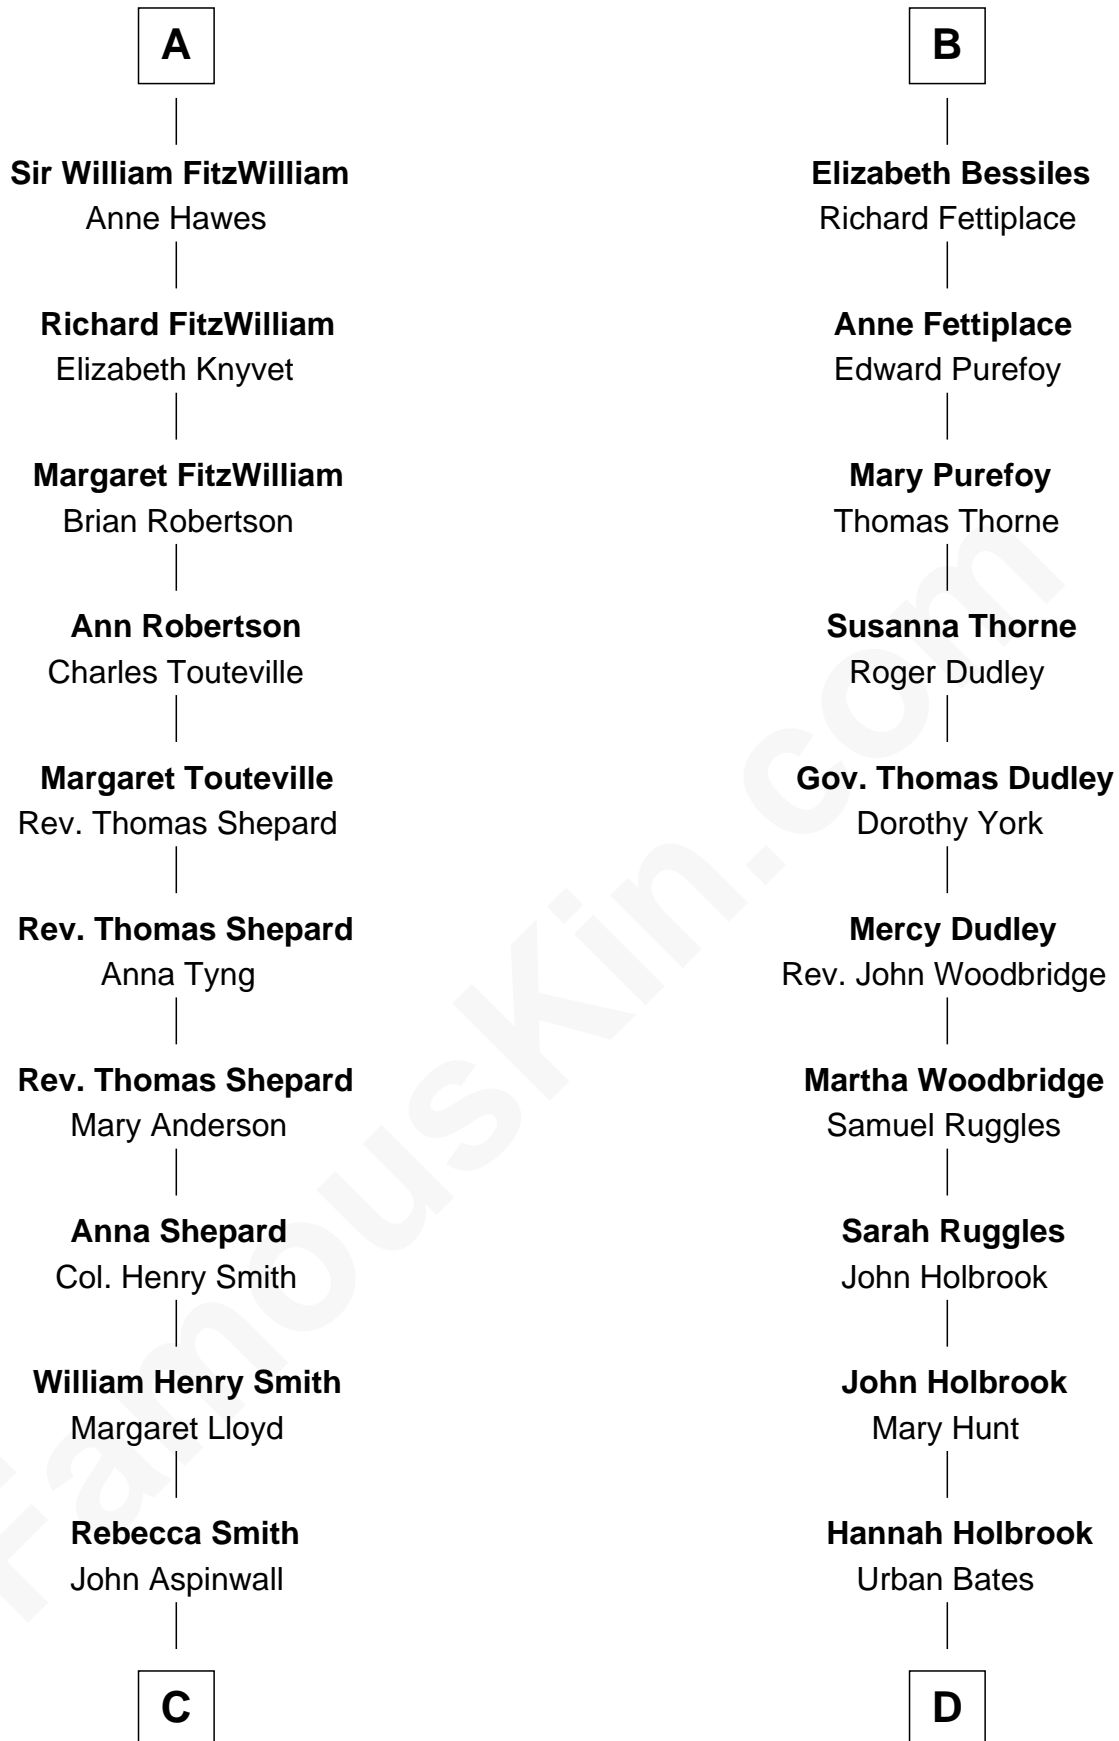 A
Sir William FitzWilliam
Anne Hawes
Richard FitzWilliam
Elizabeth Knyvet
Margaret FitzWilliam
Brian Robertson
Ann Robertson
Charles Touteville
Margaret Touteville
Rev. Thomas Shepard
Rev. Thomas Shepard
Anna Tyng
Rev. Thomas Shepard
Mary Anderson
Anna Shepard
Col. Henry Smith
William Henry Smith
Margaret Lloyd
Rebecca Smith
John Aspinwall
C
B
Elizabeth Bessiles
Richard Fettiplace
Anne Fettiplace
Edward Purefoy
Mary Purefoy
Thomas Thorne
Susanna Thorne
Roger Dudley
Gov. Thomas Dudley
Dorothy York
Mercy Dudley
Rev. John Woodbridge
Martha Woodbridge
Samuel Ruggles
Sarah Ruggles
John Holbrook
John Holbrook
Mary Hunt
Hannah Holbrook
Urban Bates
D
FamousKin.com